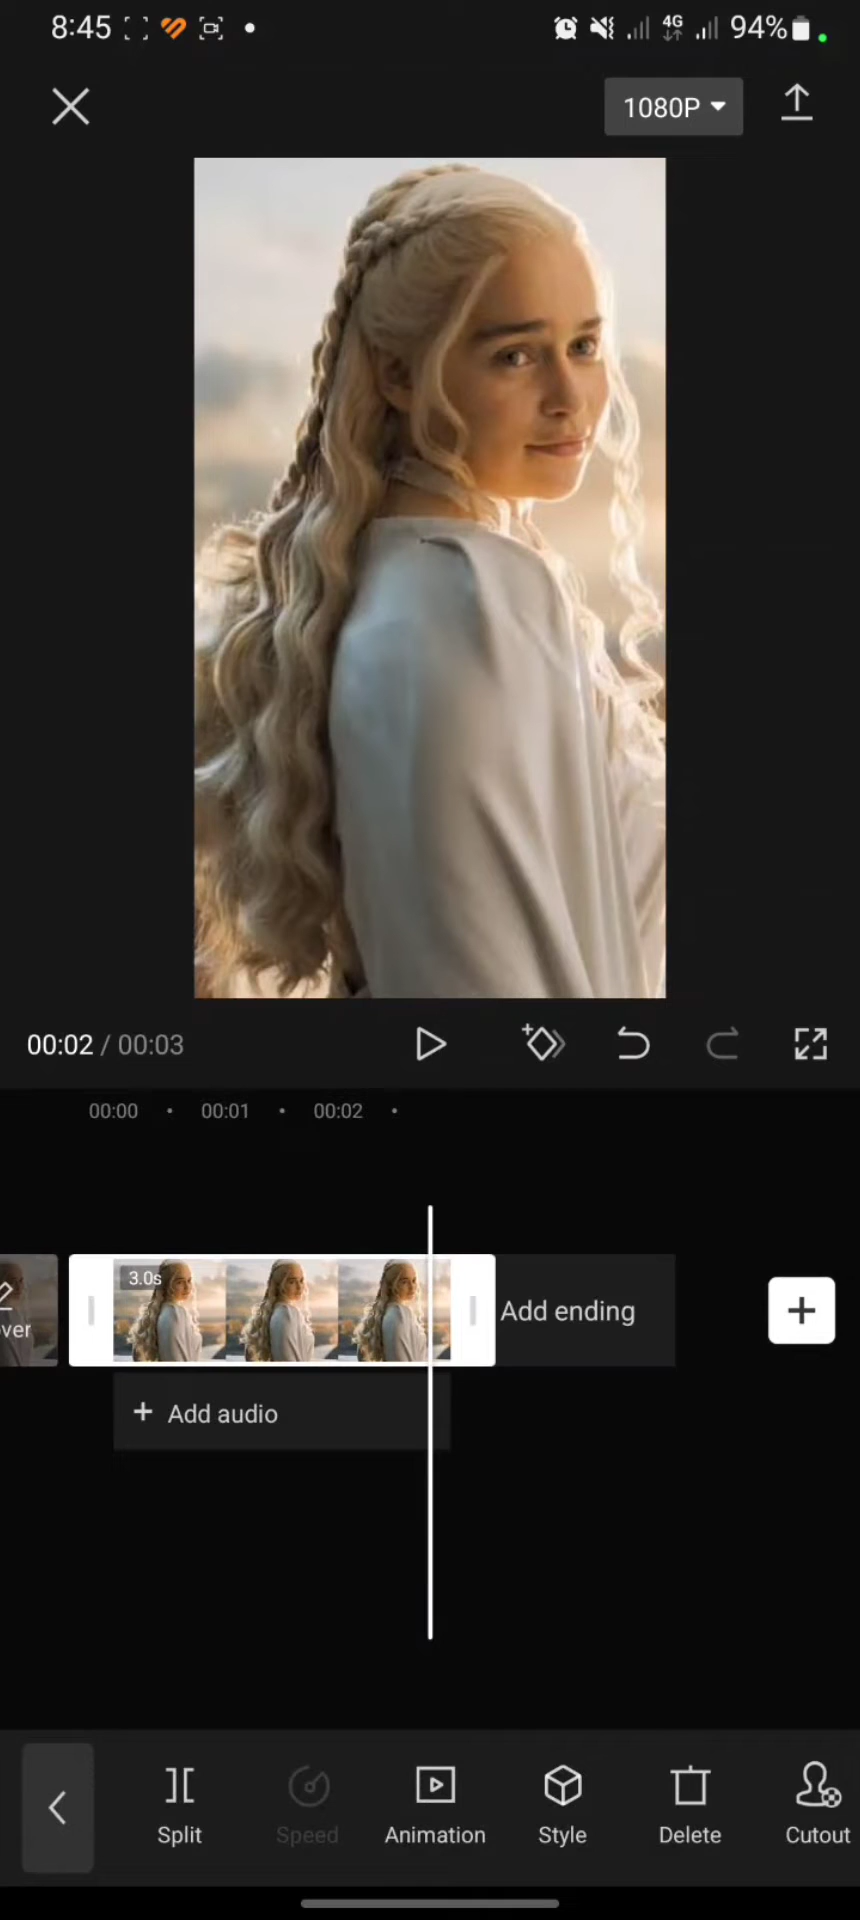 8:45
4G
94%
1080P
00:02 / 00:03
00:00 • 00:01 • 00:02 •
3.0s
ver
Add ending
+
+ Add audio
Split
Speed
Animation
Style
Delete
Cutout